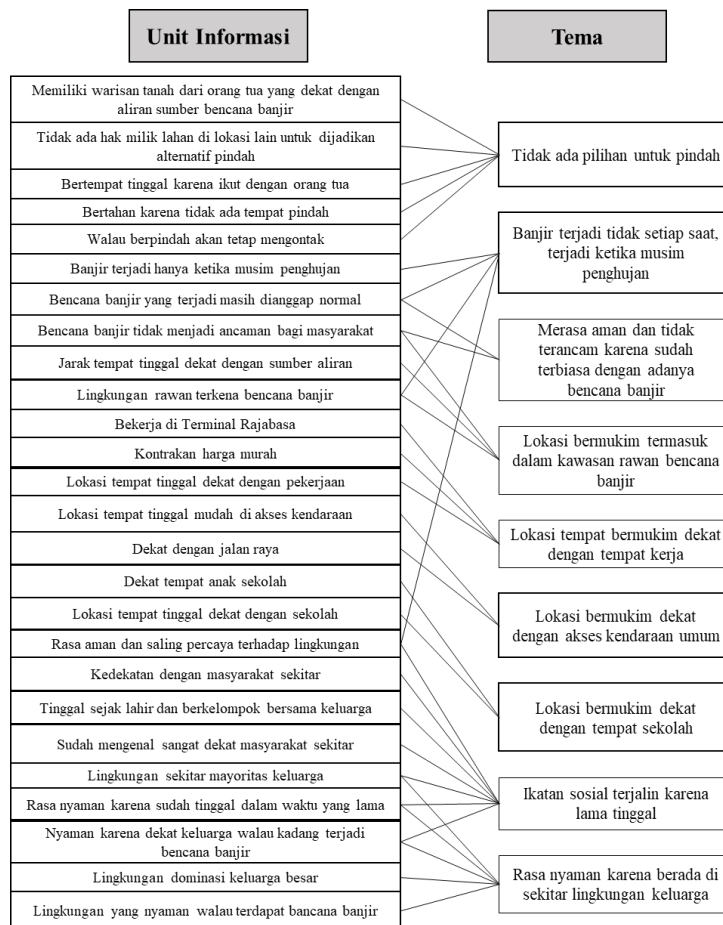 Unit Informasi
Memiliki warisan tanah dari orang tua yang dekat dengan
aliran sumber bencana banjir
Tidak ada hak milik lahan di lokasi lain untuk dijadikan
alternatif pindah
Bertempat tinggal karena ikut dengan orang tua
Bertahan karena tidak ada tempat pindah
Walau berpindah akan tetap mengontak
Banjir terjadi hanya ketika musim penghujan
Bencana banjir yang terjadi masih dianggap normal
Bencana banjir tidak menjadi ancaman bagi masyarakat
Jarak tempat tinggal dekat dengan sumber aliran
Lingkungan rawan terkena bencana banjir
Bekerja di Terminal Rajabasa
Kontrakan harga murah
Lokasi tempat tinggal dekat dengan pekerjaan
Lokasi tempat tinggal mudah di akses kendaraan
Dekat dengan jalan raya
Dekat tempat anak sekolah
Lokasi tempat tinggal dekat dengan sekolah
Rasa aman dan saling percaya terhadap lingkungan
Kedekatan dengan masyarakat sekitar
Tinggal sejak lahir dan berkelompok bersama keluarga
Sudah mengenal sangat dekat masyarakat sekitar
Lingkungan sekitar mayoritas keluarga
Rasa nyaman karena sudah tinggal dalam waktu yang lama
Nyaman karena dekat keluarga walau kadang terjadi
bencana banjir
Lingkungan dominasi keluarga besar
Lingkungan yang nyaman walau terdapat bancana banjir
Tema
Tidak ada pilihan untuk pindah
Banjir terjadi tidak setiap saat,
terjadi ketika musim
penghujan
Merasa aman dan tidak
terancam karena sudah
terbiasa dengan adanya
bencana banjir
Lokasi bermukim termasuk
dalam kawasan rawan bencana
banjir
Lokasi tempat bermukim dekat
dengan tempat kerja
Lokasi bermukim dekat
dengan akses kendaraan umum
Lokasi bermukim dekat
dengan tempat sekolah
Ikatan sosial terjalin karena
lama tinggal
Rasa nyaman karena berada di
sekitar lingkungan keluarga